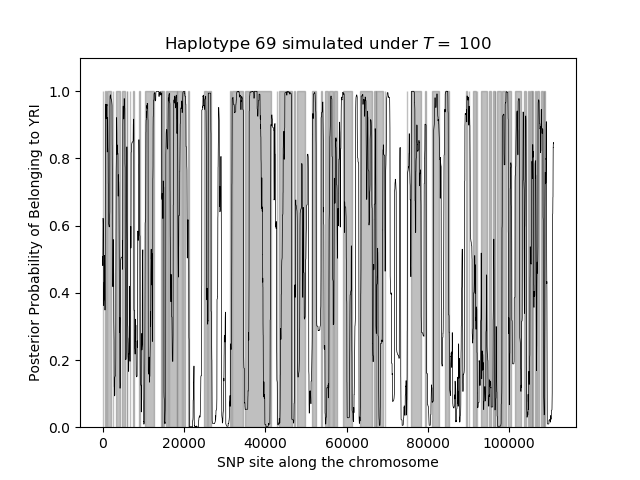 Haplotype 69 simulated under T = 100
1.0
0.8
0.6
0.4
0.2
0.0
Posterior Probability of Belonging to YRI
0 20000 40000 60000 80000 100000
SNP site along the chromosome